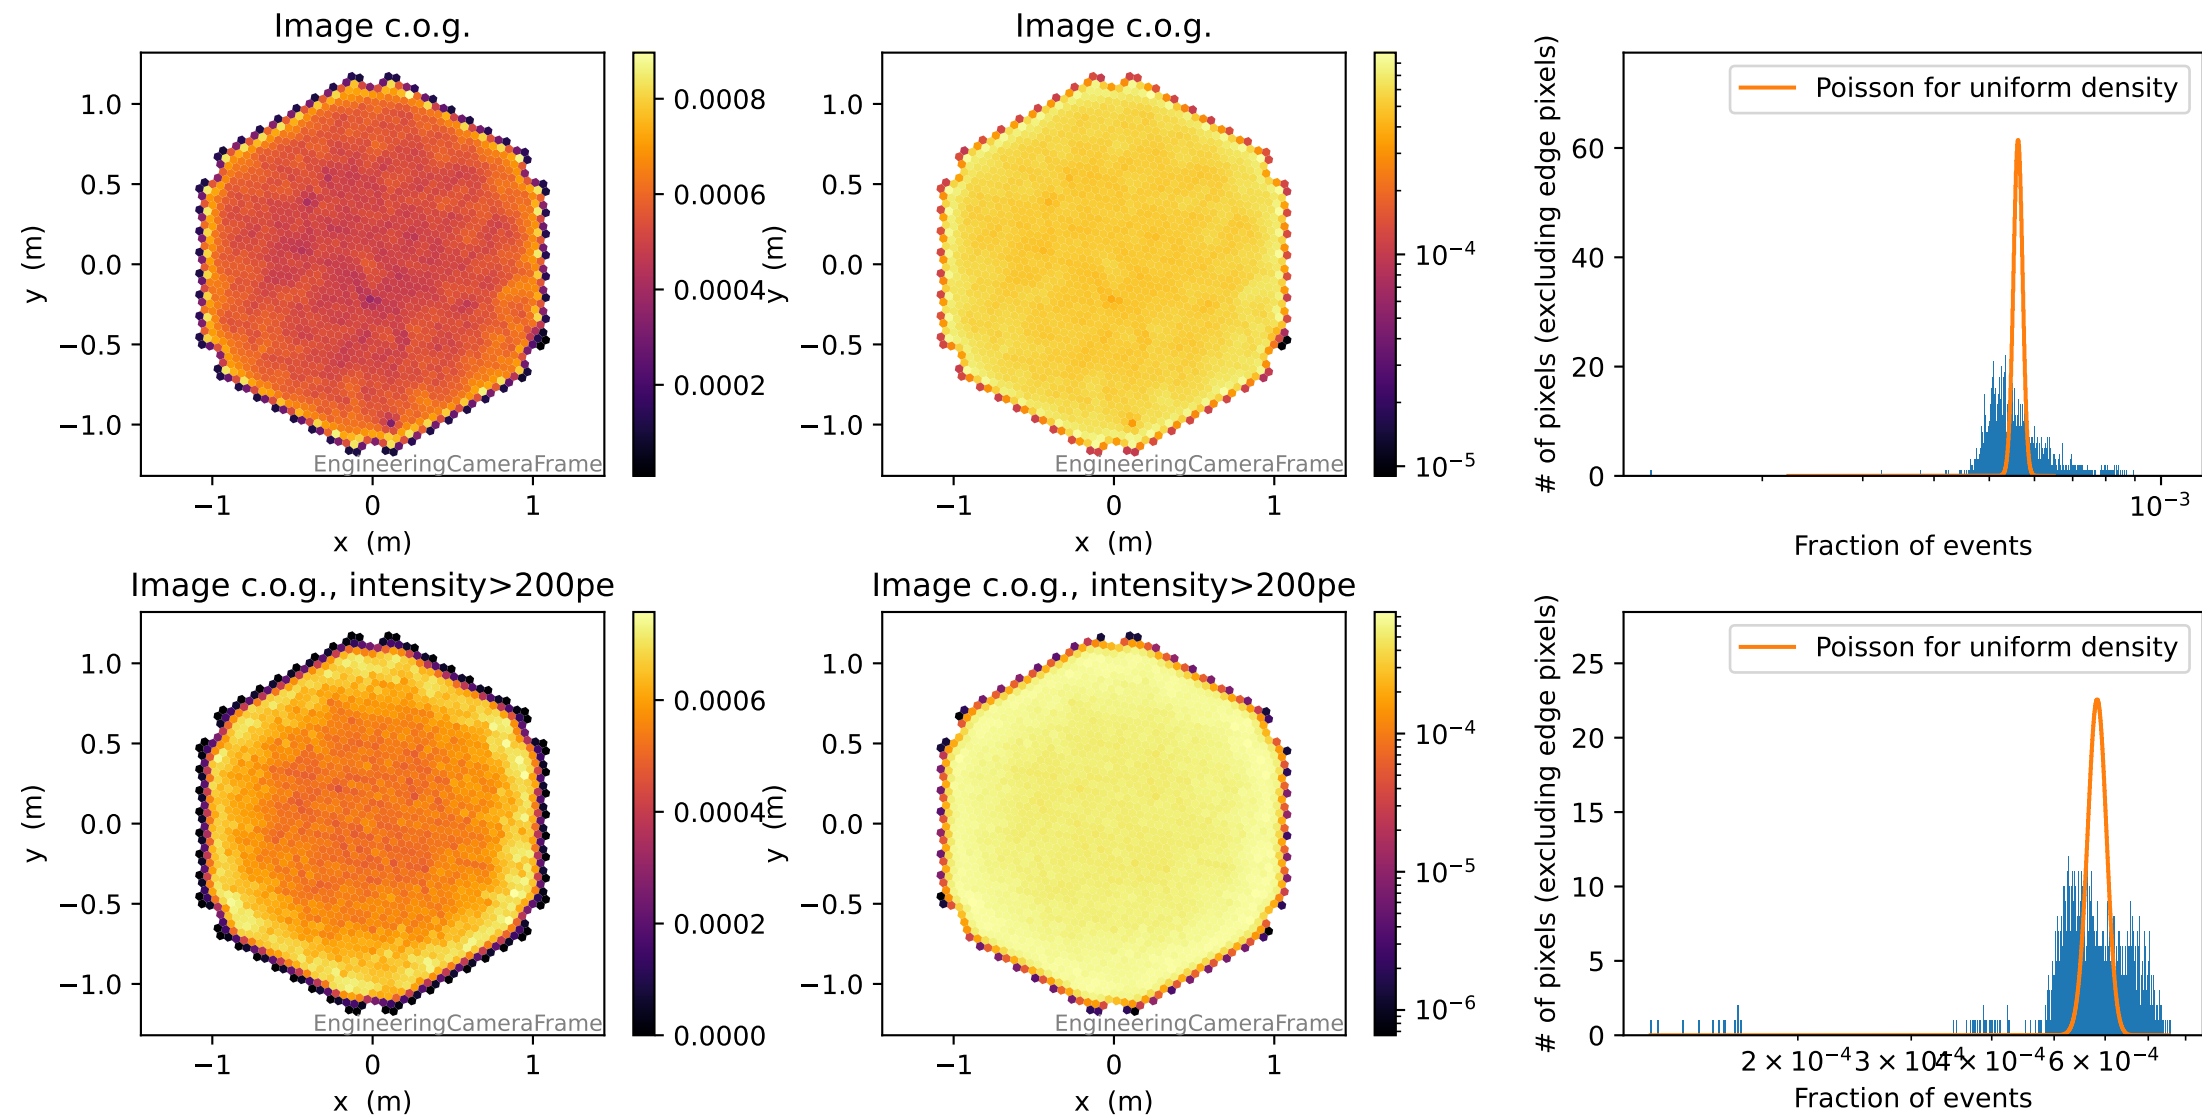 Image c.o.g.
1.0
0.5
0.0
−0.5
−1.0
y (m)
−1
0
1
x (m)
EngineeringCameraFrame
0.0008
0.0006
0.0004
0.0002
Image c.o.g.
1.0
0.5
0.0
−0.5
−1.0
y (m)
−1
0
1
x (m)
EngineeringCameraFrame
10−4
10−5
# of pixels (excluding edge pixels)
60
40
20
0
Poisson for uniform density
10−3
Fraction of events
Image c.o.g., intensity>200pe
1.0
0.5
0.0
−0.5
−1.0
y (m)
−1
0
1
x (m)
EngineeringCameraFrame
0.0006
0.0004
0.0002
0.0000
Image c.o.g., intensity>200pe
1.0
0.5
0.0
−0.5
−1.0
y (m)
−1
0
1
x (m)
EngineeringCameraFrame
10−4
10−5
10−6
# of pixels (excluding edge pixels)
25
20
15
10
5
0
Poisson for uniform density
2 × 10−4
3 × 10−4
4 × 10−4
6 × 10−4
Fraction of events